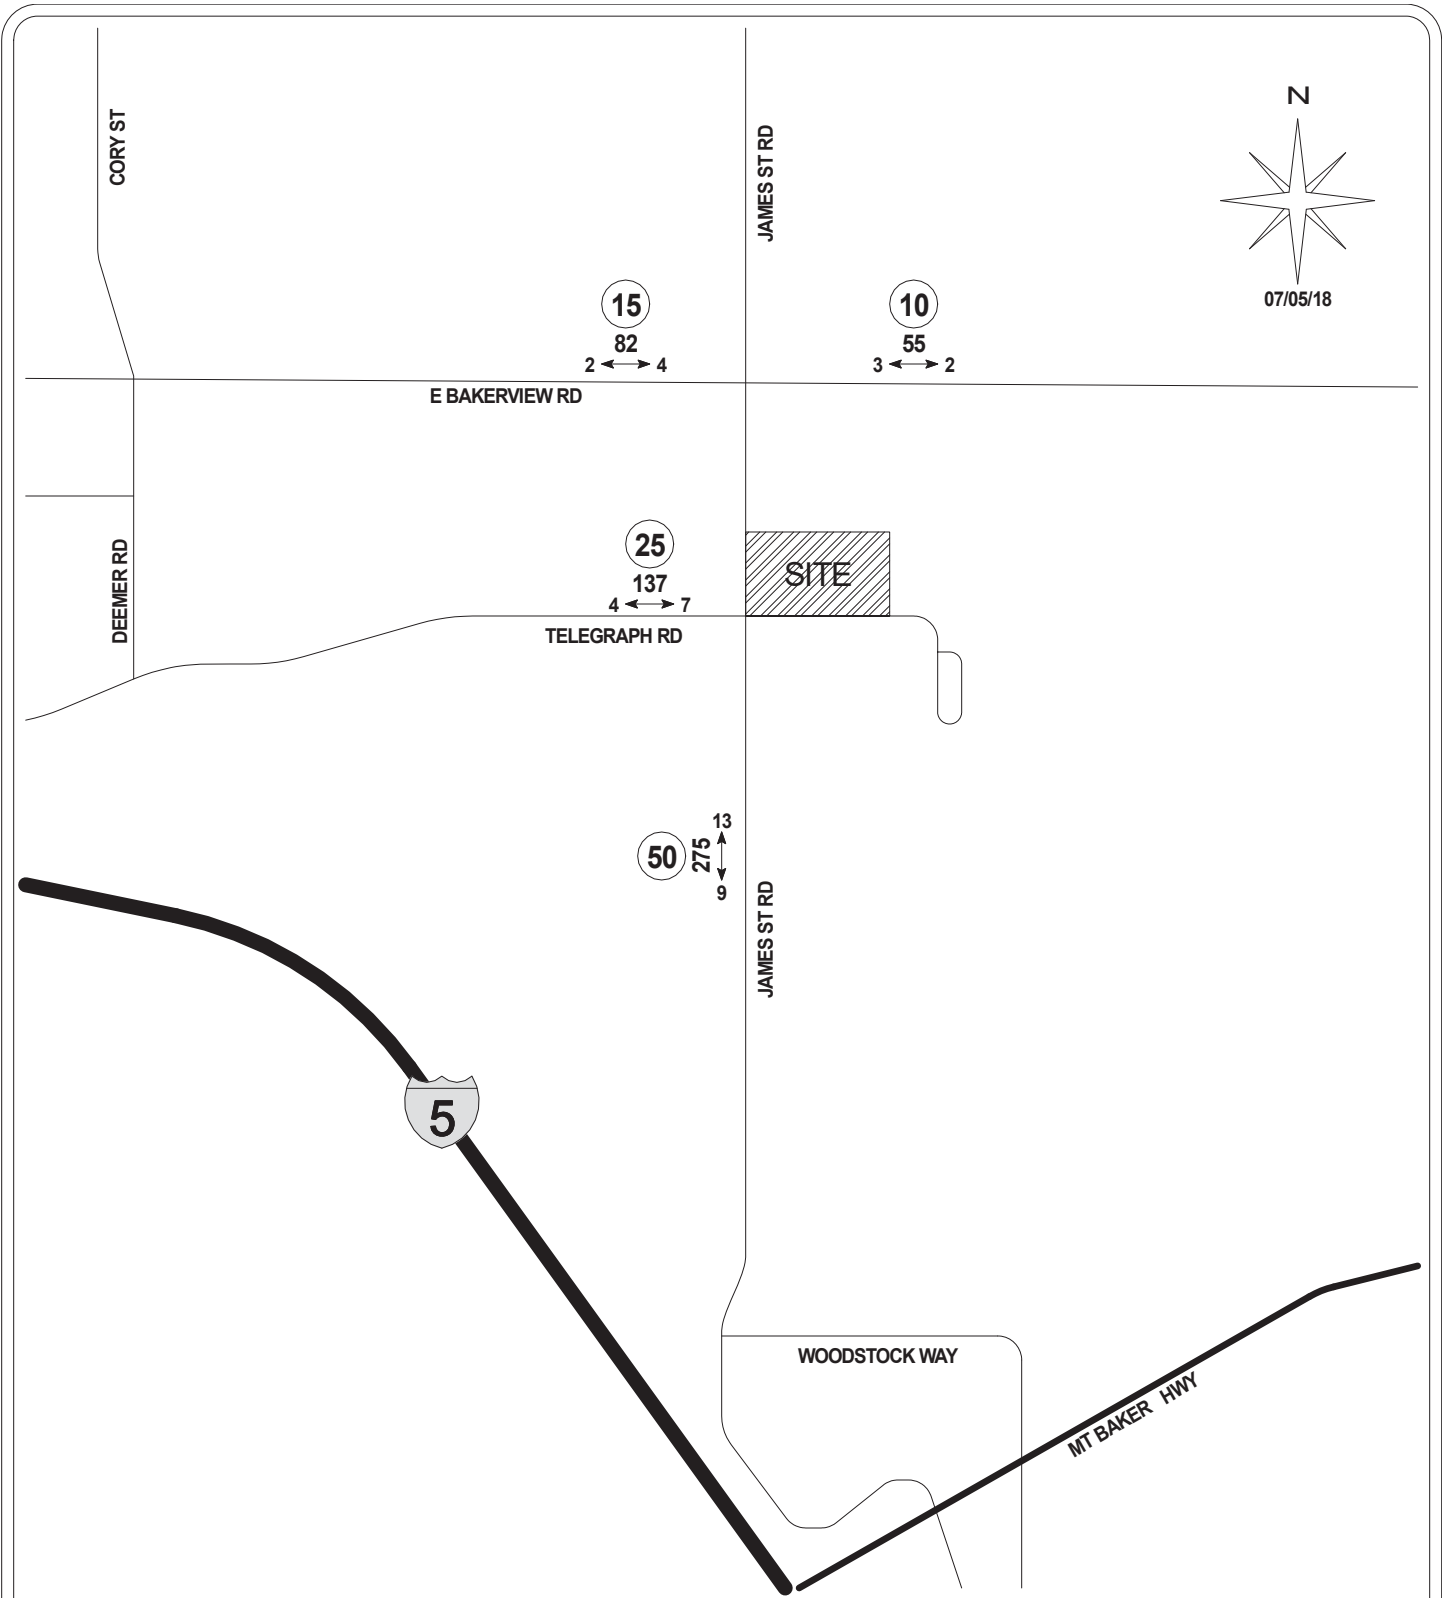 N
CORY ST
JAMES ST RD
07/05/18
15
82
2 4
10
55
3 2
E BAKERVIEW RD
DEEMER RD
25
137
4 7
SITE
TELEGRAPH RD
13
50 275
9
JAMES ST RD
5
WOODSTOCK WAY
MT BAKER HWY